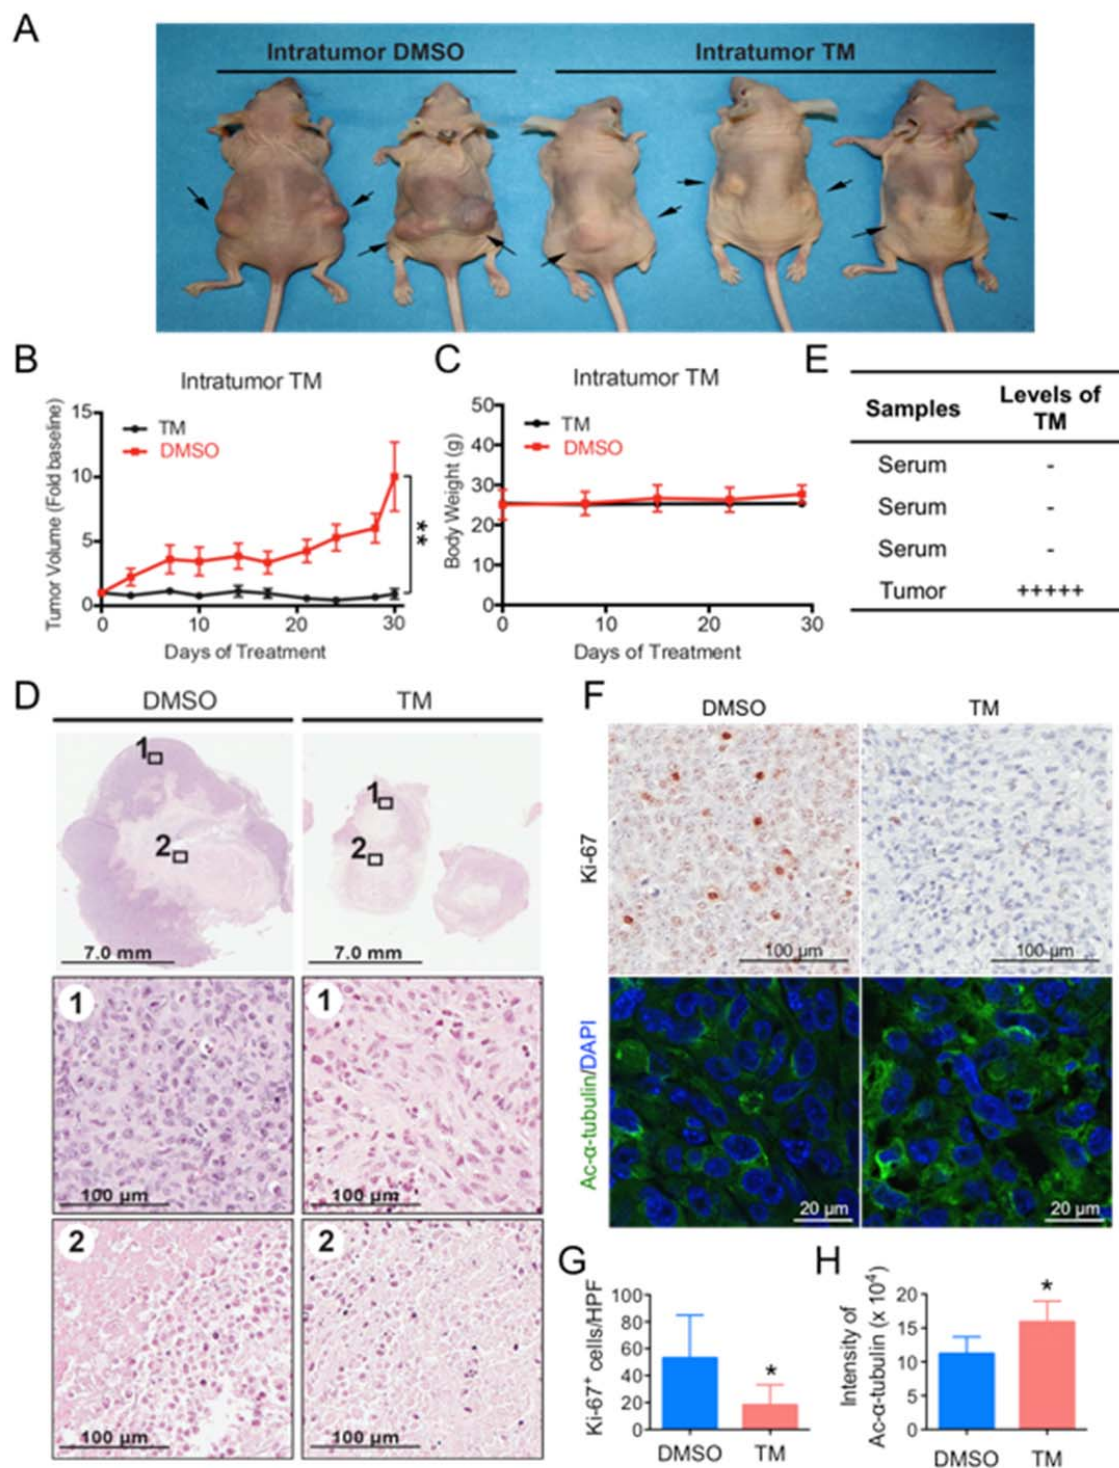 A
Intratumor DMSO
Intratumor TM
B
Intratumor TM
Tumor Volume (Fold baseline)
15
10
5
0
TM
DMSO
**
0
10
20
30
Days of Treatment
C
Intratumor TM
Body Weight (g)
50
40
30
20
10
0
TM
DMSO
0
10
20
30
Days of Treatment
E
Samples
Levels of
TM
Serum -
Serum -
Serum -
Tumor +++++
D
DMSO
TM
1
2
7.0 mm
1
2
7.0 mm
1
100 μm
1
100 μm
2
100 μm
2
100 μm
F
DMSO
TM
Ki-67
100 μm
100 μm
Ac-α-tubulin/DAPI
20 μm
20 μm
G
Ki-67+ cells/HPF
100
80
60
40
20
0
*
DMSO
TM
H
Intensity of
Ac-α-tubulin (x 10⁴)
20
15
10
5
0
*
DMSO
TM